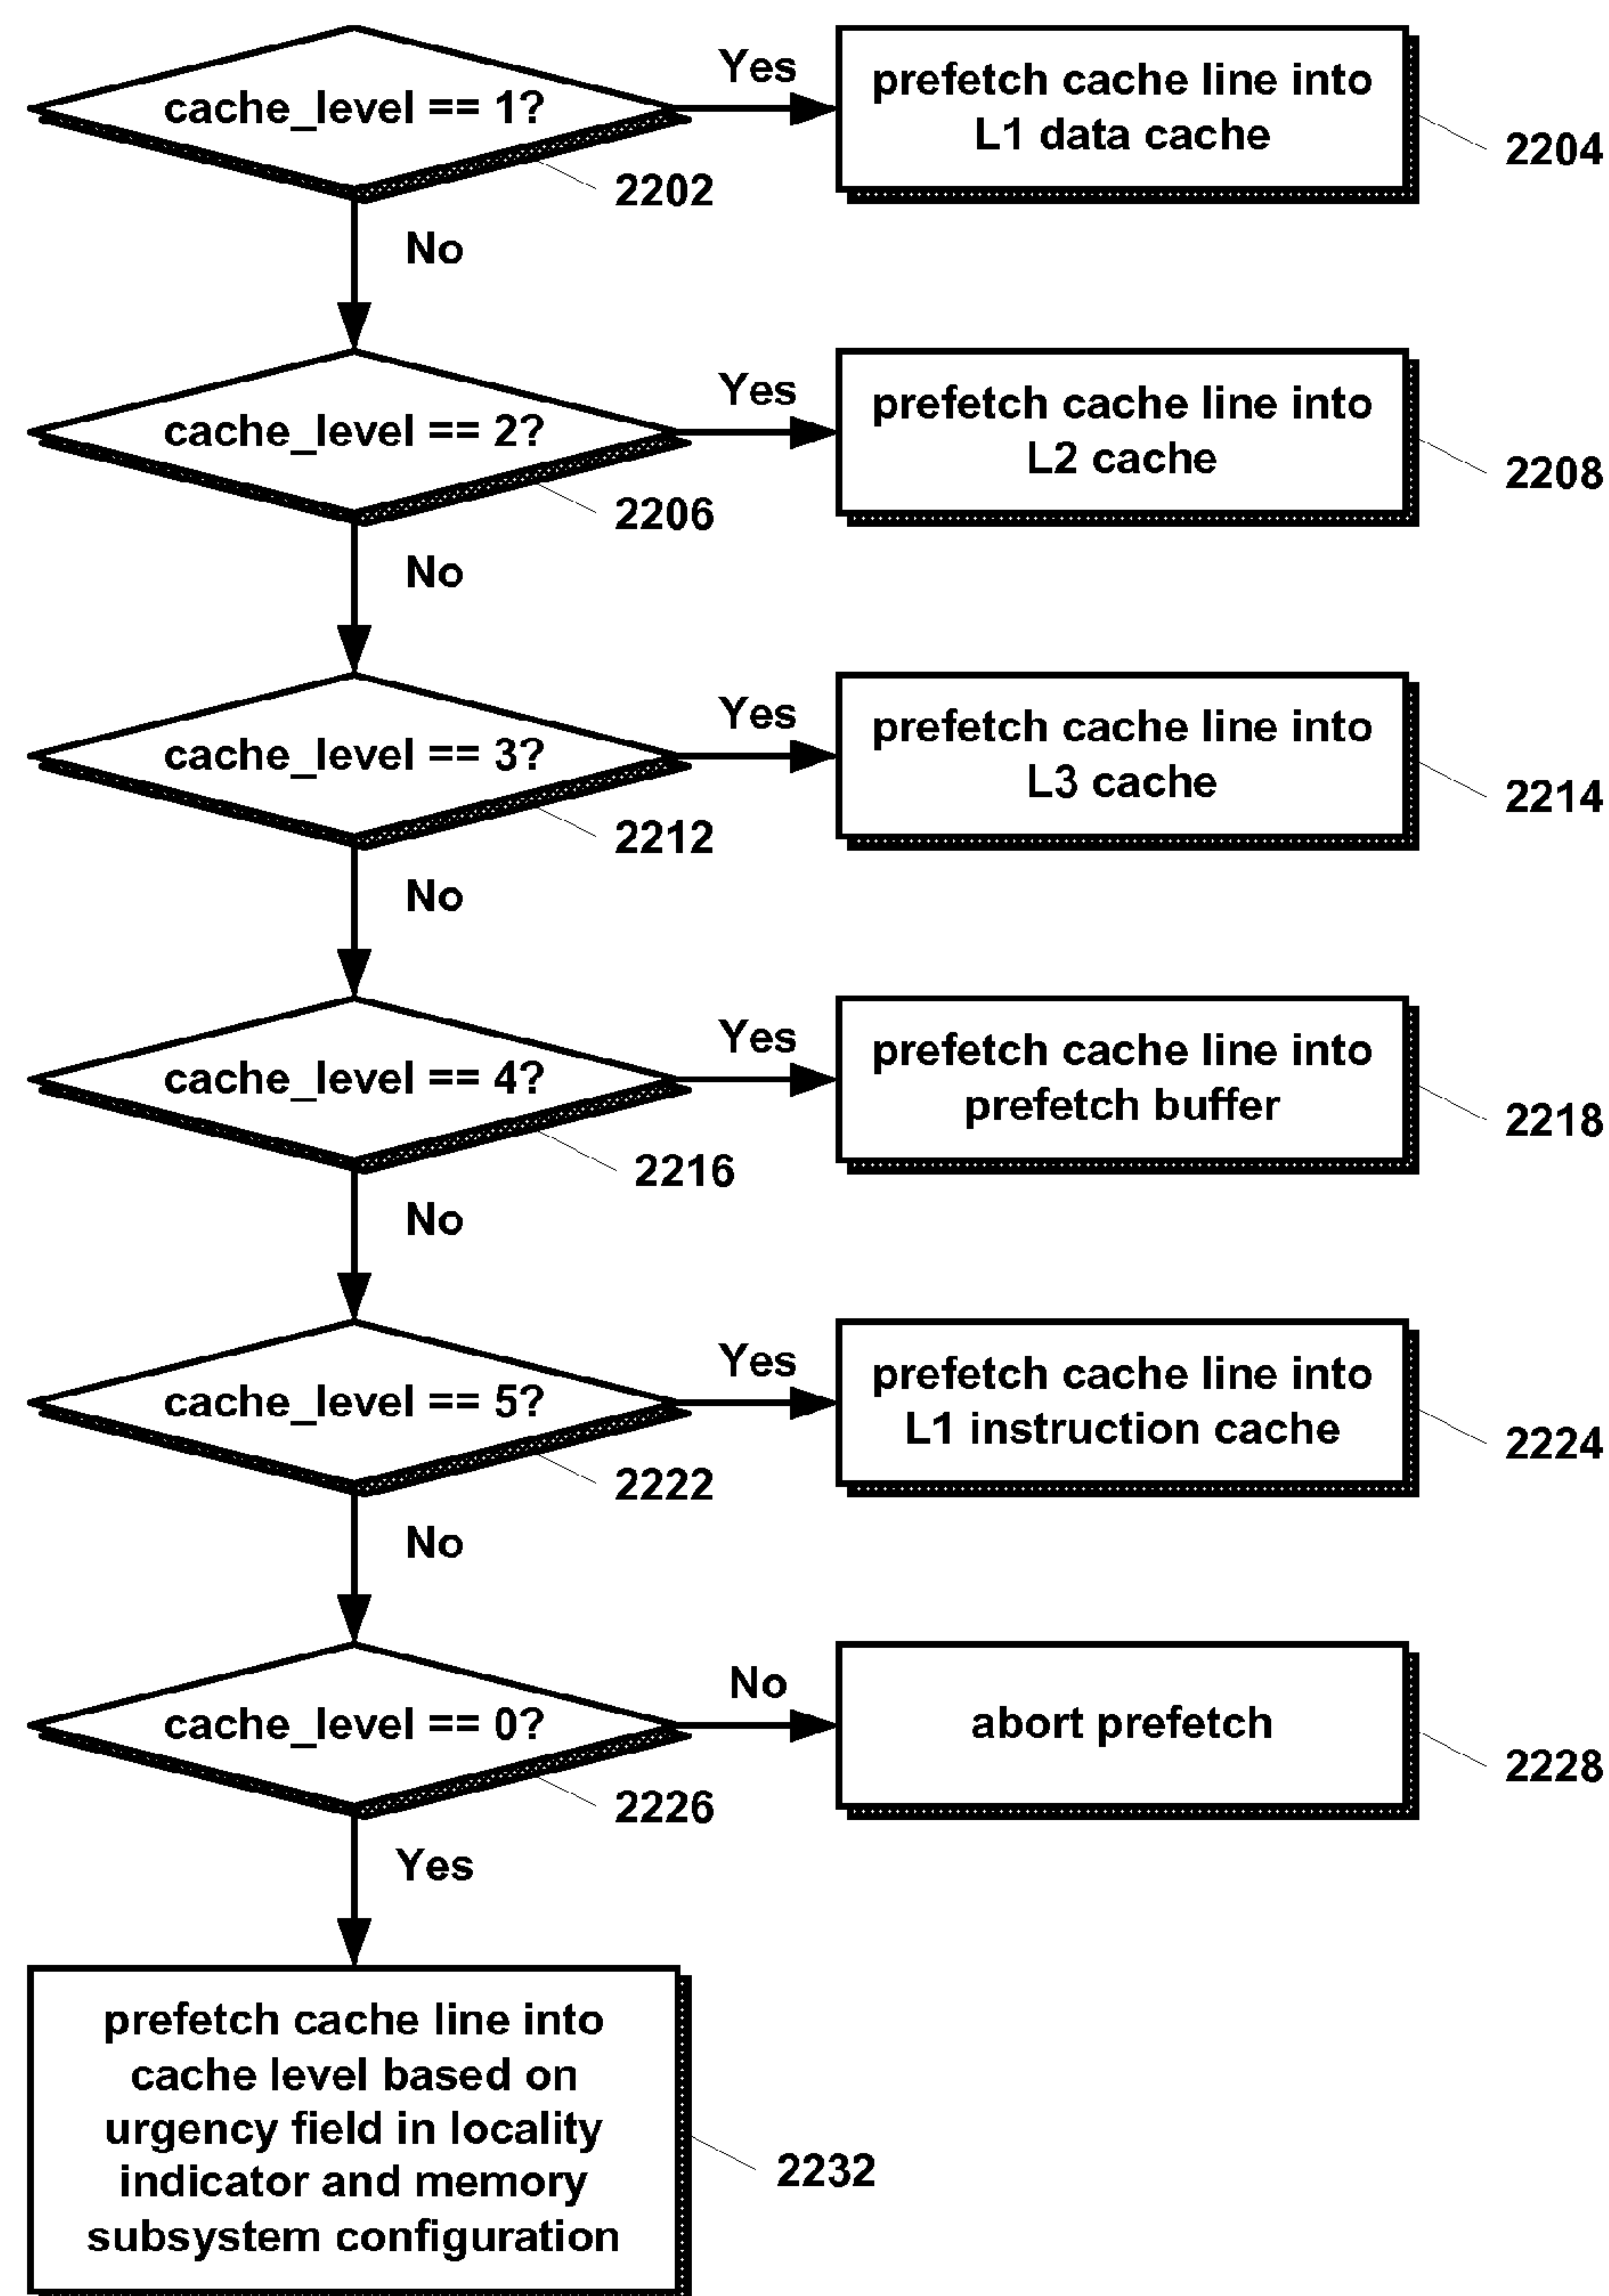 cache_level == 1?
Yes
prefetch cache line into
L1 data cache
2204
2202
No
cache_level == 2?
Yes
prefetch cache line into
L2 cache
2208
2206
No
cache_level == 3?
Yes
prefetch cache line into
L3 cache
2214
2212
No
cache_level == 4?
Yes
prefetch cache line into
prefetch buffer
2218
2216
No
cache_level == 5?
Yes
prefetch cache line into
L1 instruction cache
2224
2222
No
cache_level == 0?
No
abort prefetch
2228
2226
Yes
prefetch cache line into
cache level based on
urgency field in locality
indicator and memory
subsystem configuration
2232